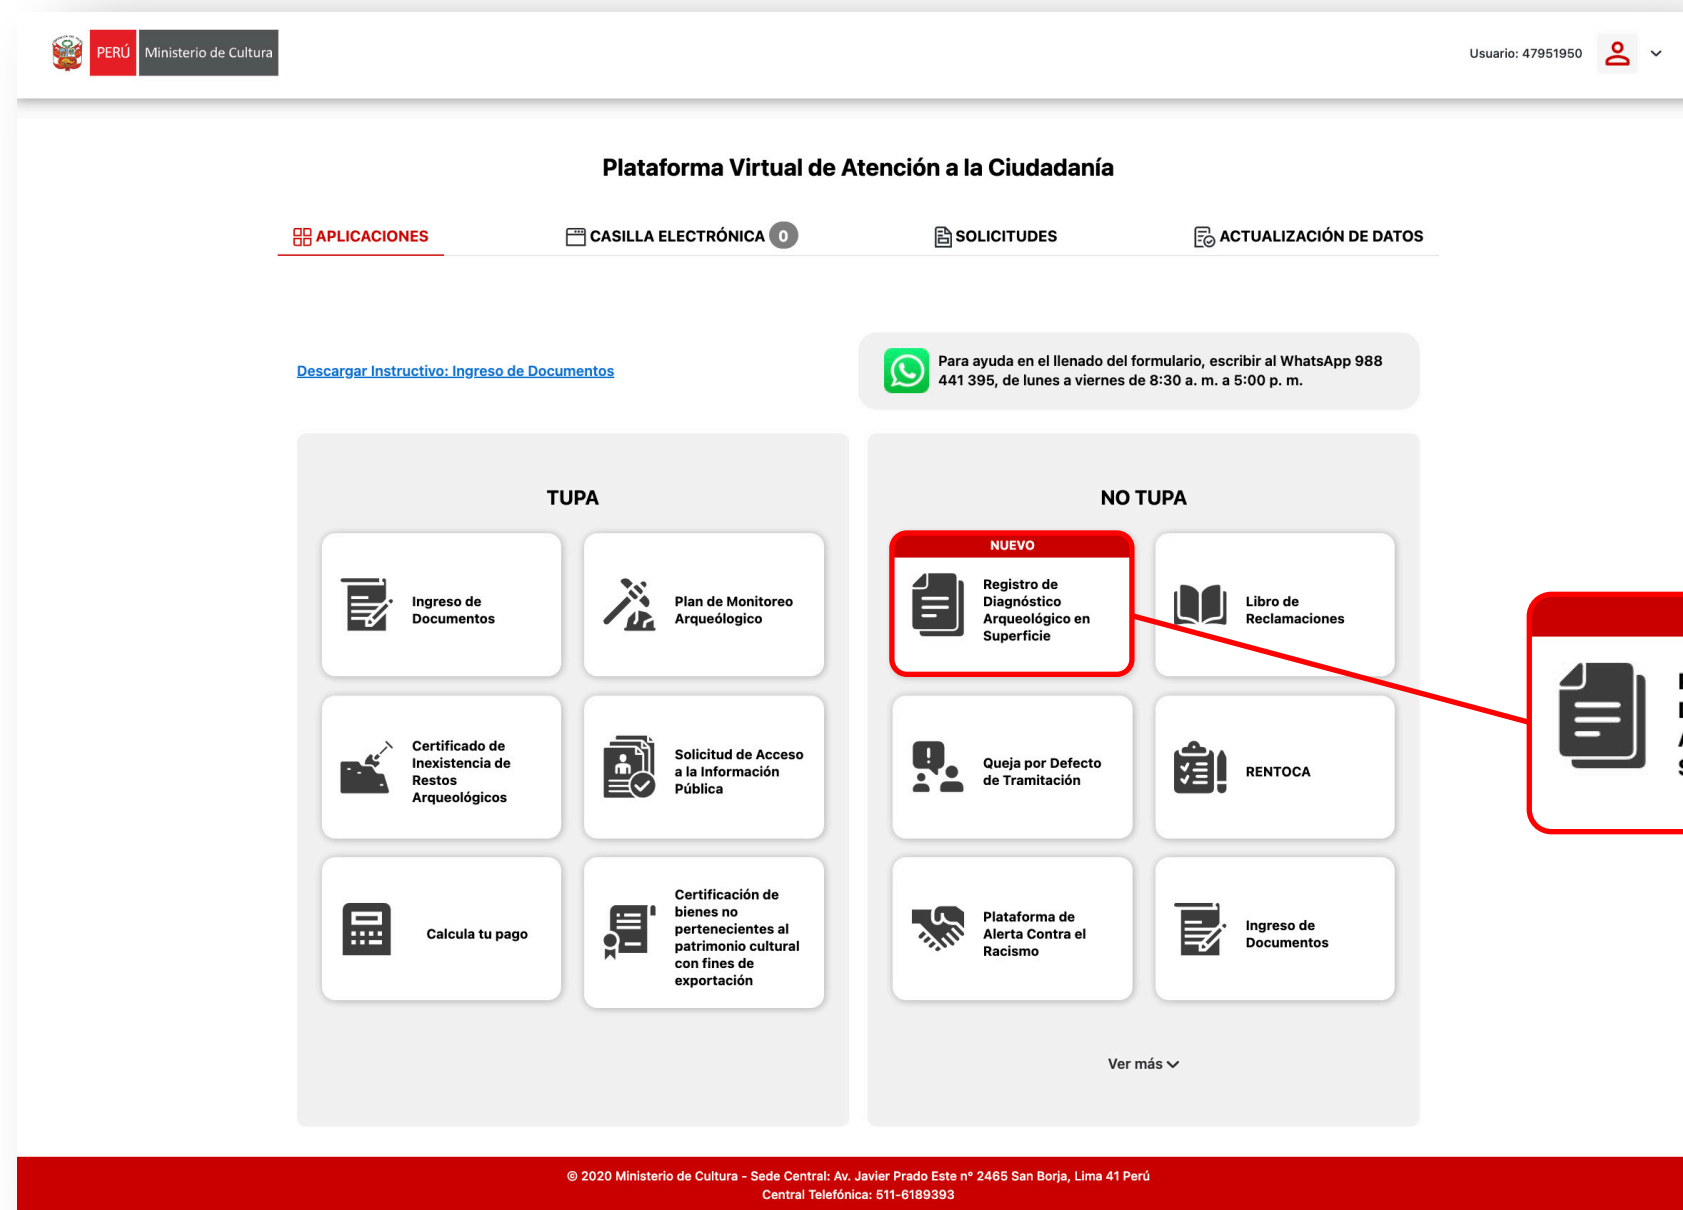 PERÚ Ministerio de Cultura
Usuario: 47951950
Plataforma Virtual de Atención a la Ciudadanía
APLICACIONES
CASILLA ELECTRÓNICA 0
SOLICITUDES
ACTUALIZACIÓN DE DATOS
Descargar Instructivo: Ingreso de Documentos
Para ayuda en el llenado del formulario, escribir al WhatsApp 988
441 395, de lunes a viernes de 8:30 a. m. a 5:00 p. m.
TUPA
Ingreso de
Documentos
Plan de Monitoreo
Arqueólogico
Certificado de
Inexistencia de
Restos
Arqueológicos
Solicitud de Acceso
a la Información
Pública
Calcula tu pago
Certificación de
bienes no
pertenecientes al
patrimonio cultural
con fines de
exportación
NO TUPA
NUEVO
Registro de
Diagnóstico
Arqueológico en
Superficie
Libro de
Reclamaciones
Queja por Defecto
de Tramitación
RENTOCA
Plataforma de
Alerta Contra el
Racismo
Ingreso de
Documentos
Ver más
© 2020 Ministerio de Cultura - Sede Central: Av. Javier Prado Este n° 2465 San Borja, Lima 41 Perú
Central Telefónica: 511-6189393